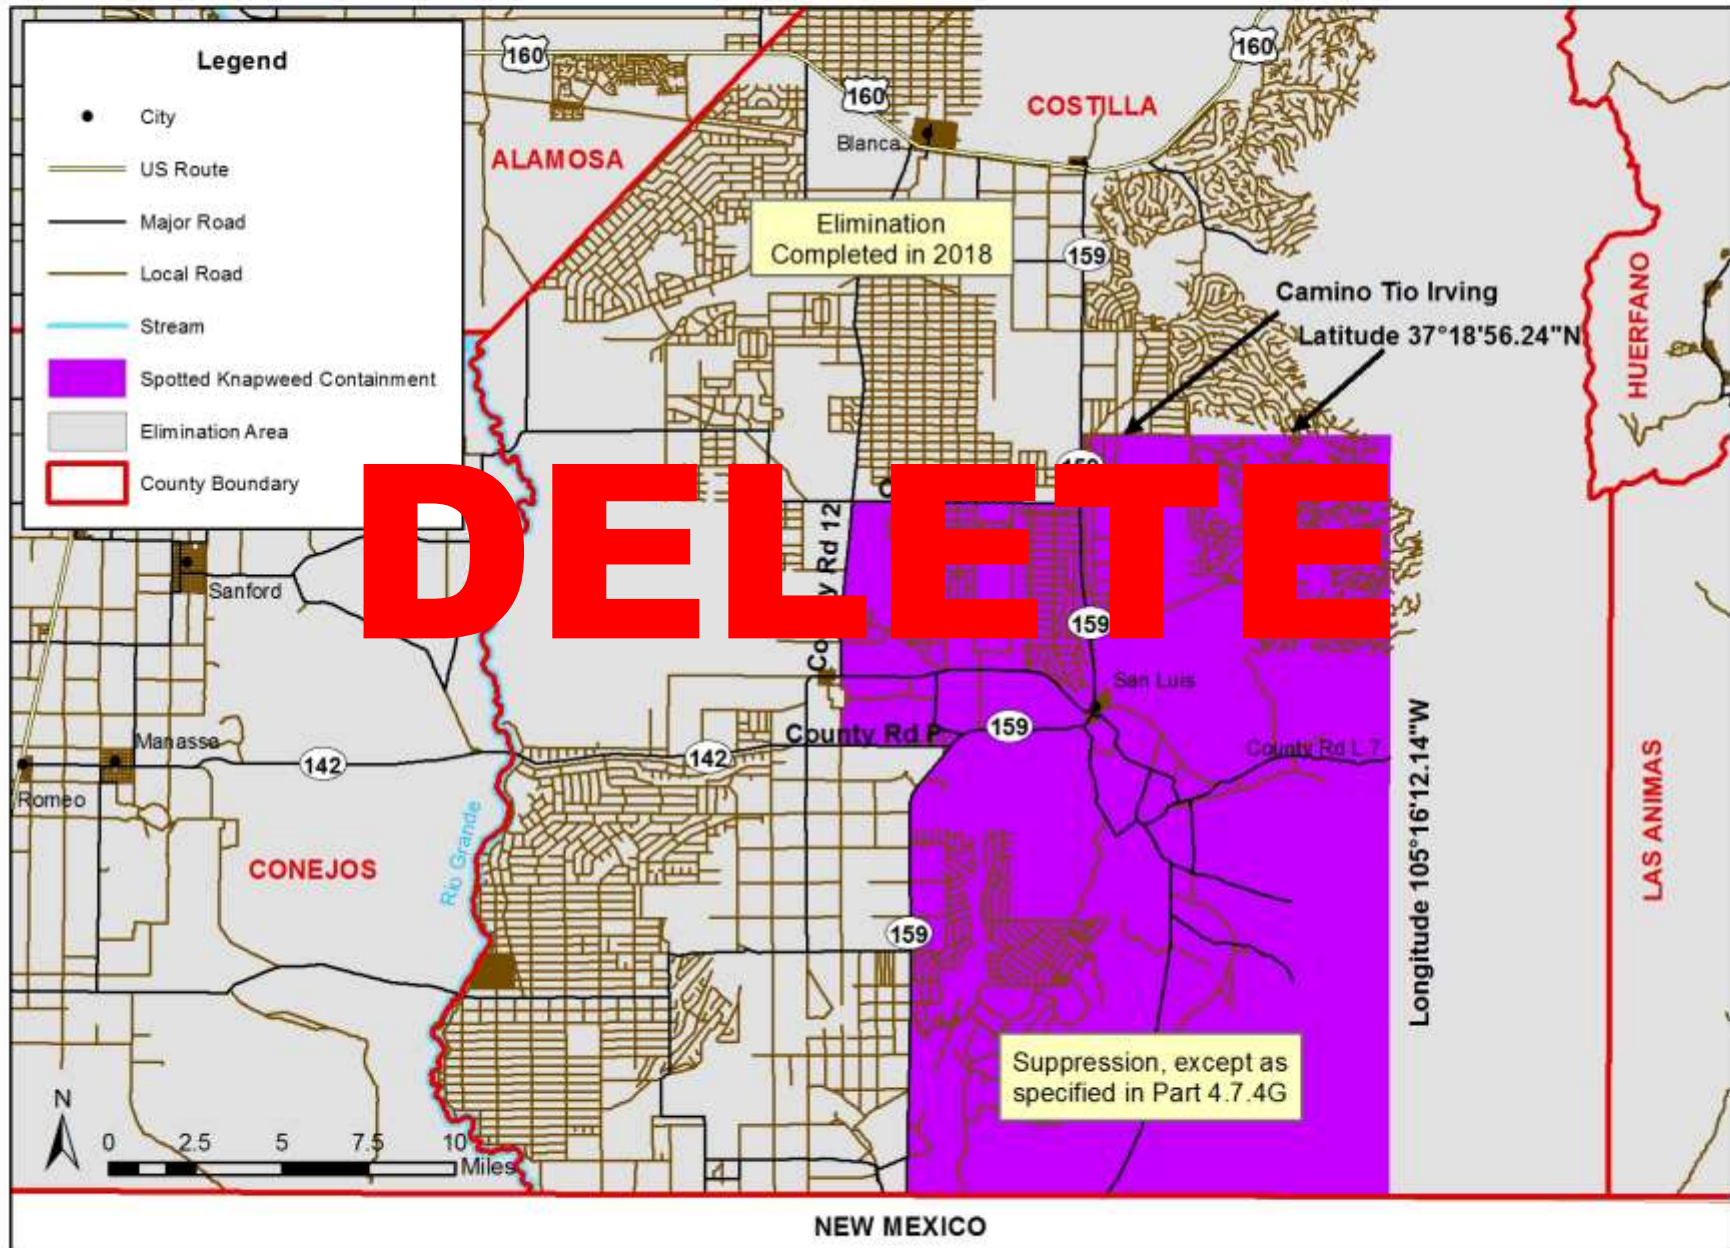 Legend
City
US Route
Major Road
Local Road
Stream
Spotted Knapweed Containment
Elimination Area
County Boundary
160
160
160
COSTILLA
Blanca
ALAMOSA
Elimination
Completed in 2018
159
Camino Tio Irving
Latitude 37°18'56.24"N
HUERFANO
DELETE
Rd 12
Sanford
159
San Luis
County Rd P
159
Manassa
142
142
County Rd L 7
Romeo
Rio Grande
CONEJOS
Longitude 105°16'12.14"W
LAS ANIMAS
159
Suppression, except as
specified in Part 4.7.4G
N
0 2.5 5 7.5 10
Miles
NEW MEXICO